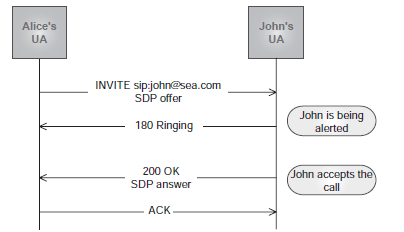 Alice's
UA
John's
UA
INVITE sip:john@sea.com
SDP offer
180 Ringing
John is being
alerted
200 OK
SDP answer
John accepts the
call
ACK